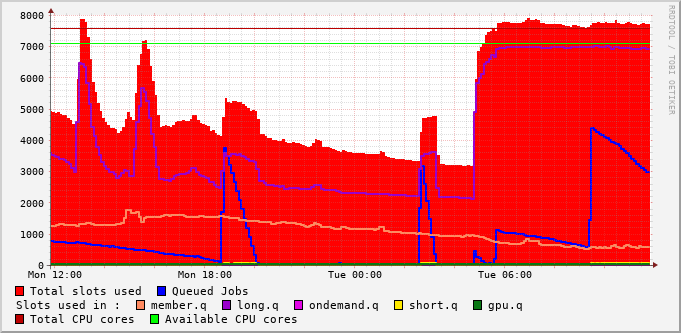 8000
7000
6000
5000
4000
3000
2000
1000
0
Mon 12:00 Mon 18:00 Tue 00:00 Tue 06:00
Total slots used Queued Jobs
Slots used in : member.q long.q ondemand.q short.q gpu.q
Total CPU cores Available CPU cores
RRDTOOL / TOBI OETIKER